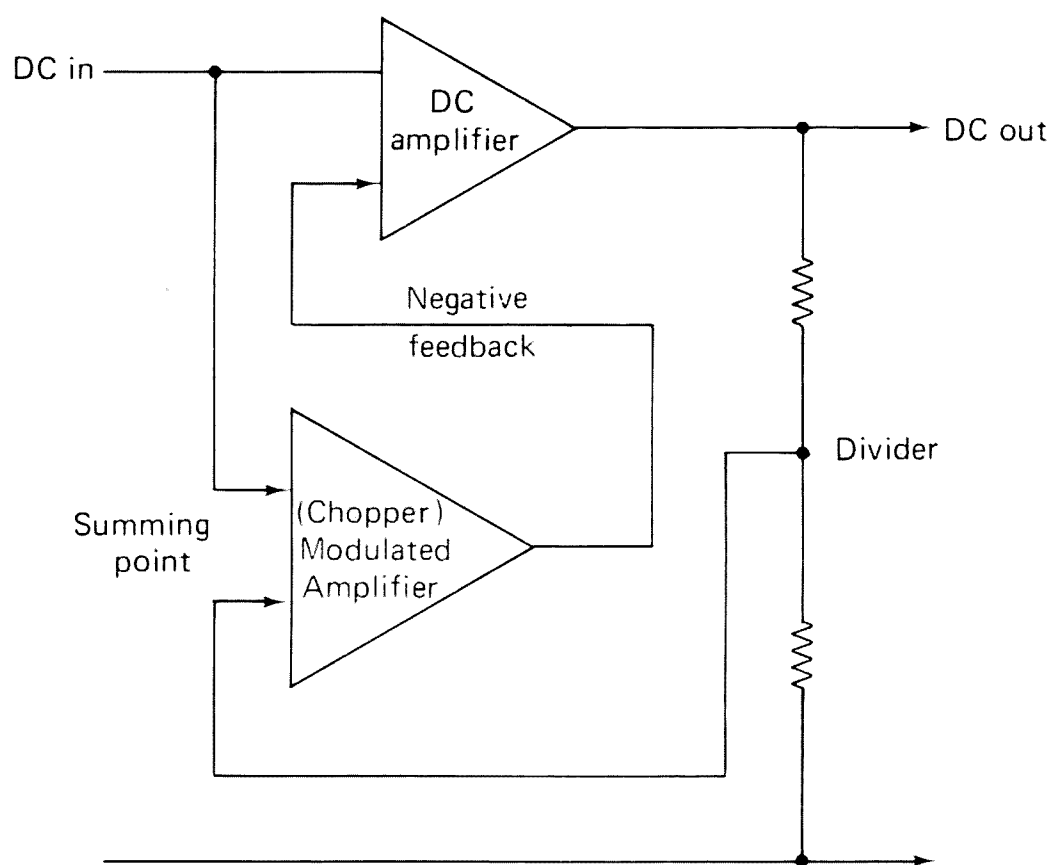 DC in
DC
amplifier
DC out
Negative
feedback
Divider
Summing
point
(Chopper)
Modulated
Amplifier